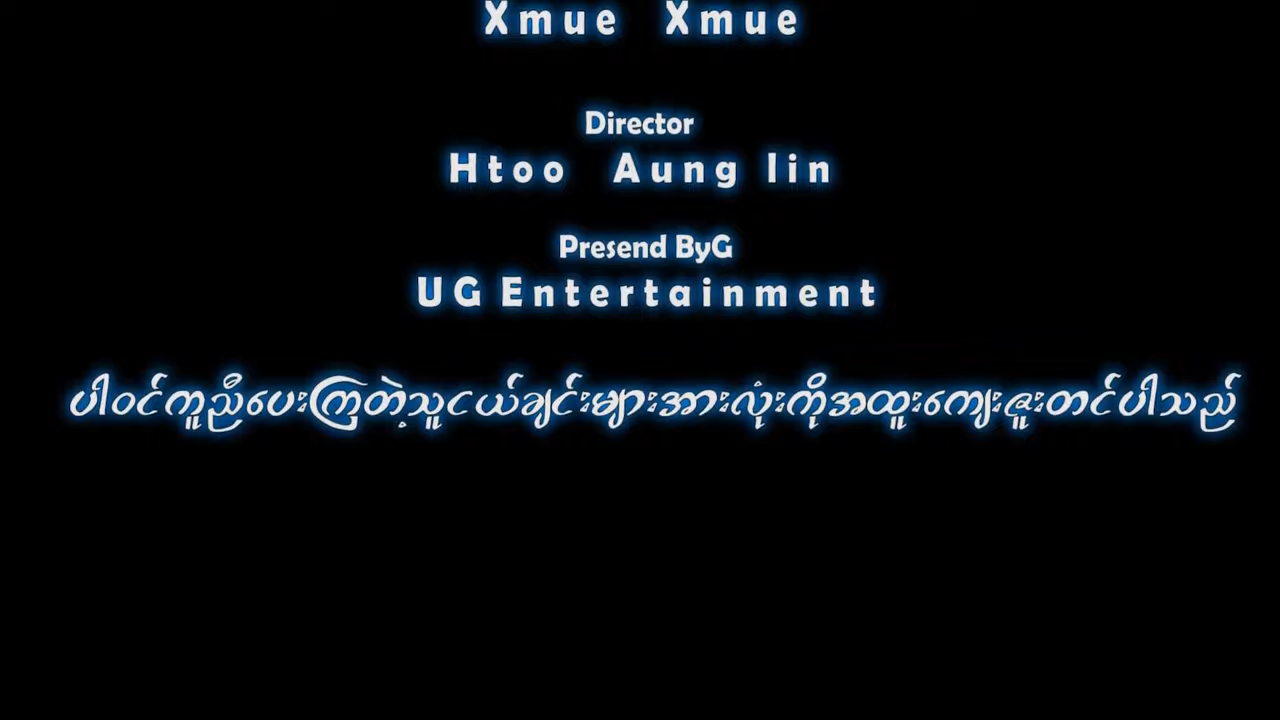 Xmue Xmue
Director
Htoo Aung lin
Presend ByG
UG Entertainment
ပါဝင်ကူညီပေးကြတဲ့သူငယ်ချင်းများအားလုံးကိုအထူးကျေးဇူးတင်ပါသည်